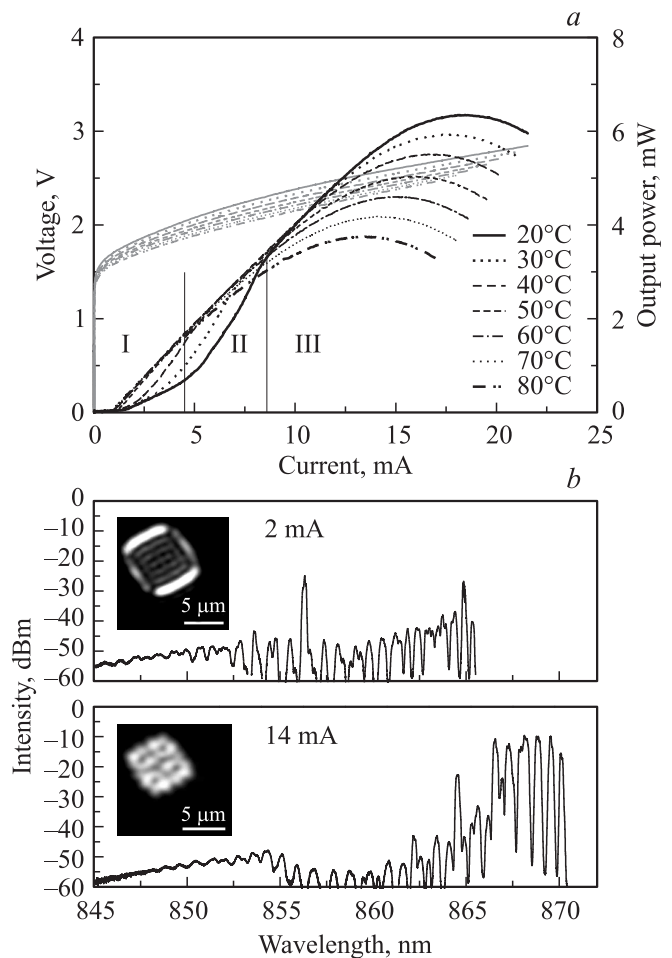 a
4
8
3
6
2
4
1
2
0
0
Voltage, V
Output power, mW
I
II
III
20°C
30°C
40°C
50°C
60°C
70°C
80°C
0
5
10
15
20
25
Current, mA
b
0
–10
–20
–30
–40
–50
–60
2 mA
5 μm
Intensity, dBm
0
–10
–20
–30
–40
–50
–60
14 mA
5 μm
845
850
855
860
865
870
Wavelength, nm